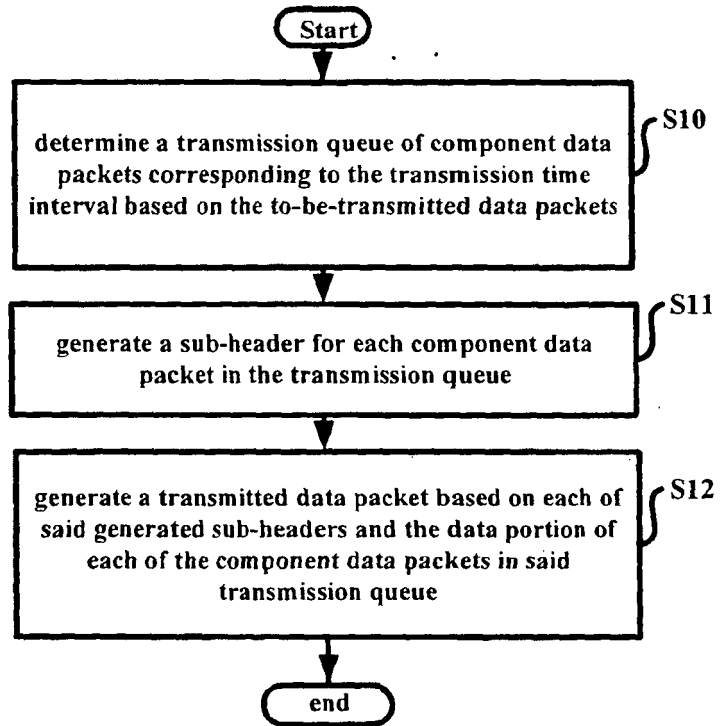 Start
determine a transmission queue of component data
packets corresponding to the transmission time
interval based on the to-be-transmitted data packets
S10
generate a sub-header for each component data
packet in the transmission queue
S11
generate a transmitted data packet based on each of
said generated sub-headers and the data portion of
each of the component data packets in said
transmission queue
S12
end